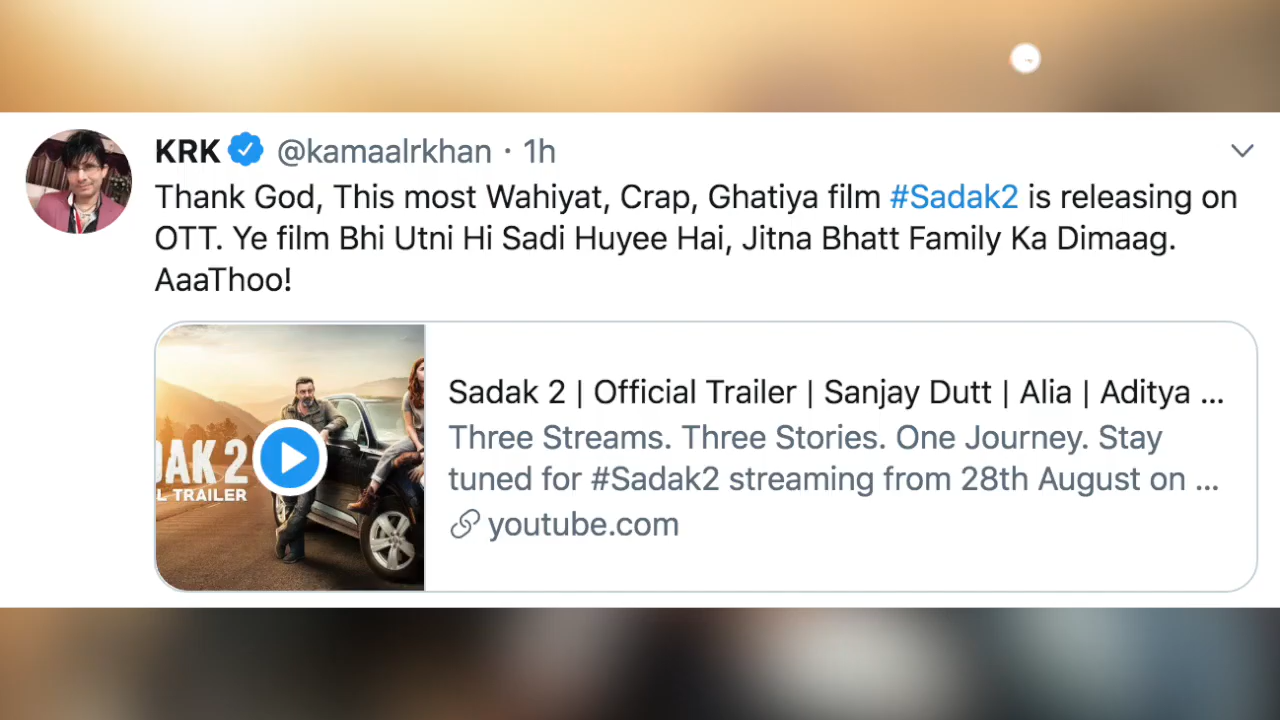 KRK @kamaalrkhan · 1h
Thank God, This most Wahiyat, Crap, Ghatiya film #Sadak2 is releasing on
OTT. Ye film Bhi Utni Hi Sadi Huyee Hai, Jitna Bhatt Family Ka Dimaag.
AaaThoo!
DAK 2
L TRAILER
Sadak 2 | Official Trailer | Sanjay Dutt | Alia | Aditya ...
Three Streams. Three Stories. One Journey. Stay
tuned for #Sadak2 streaming from 28th August on ...
youtube.com